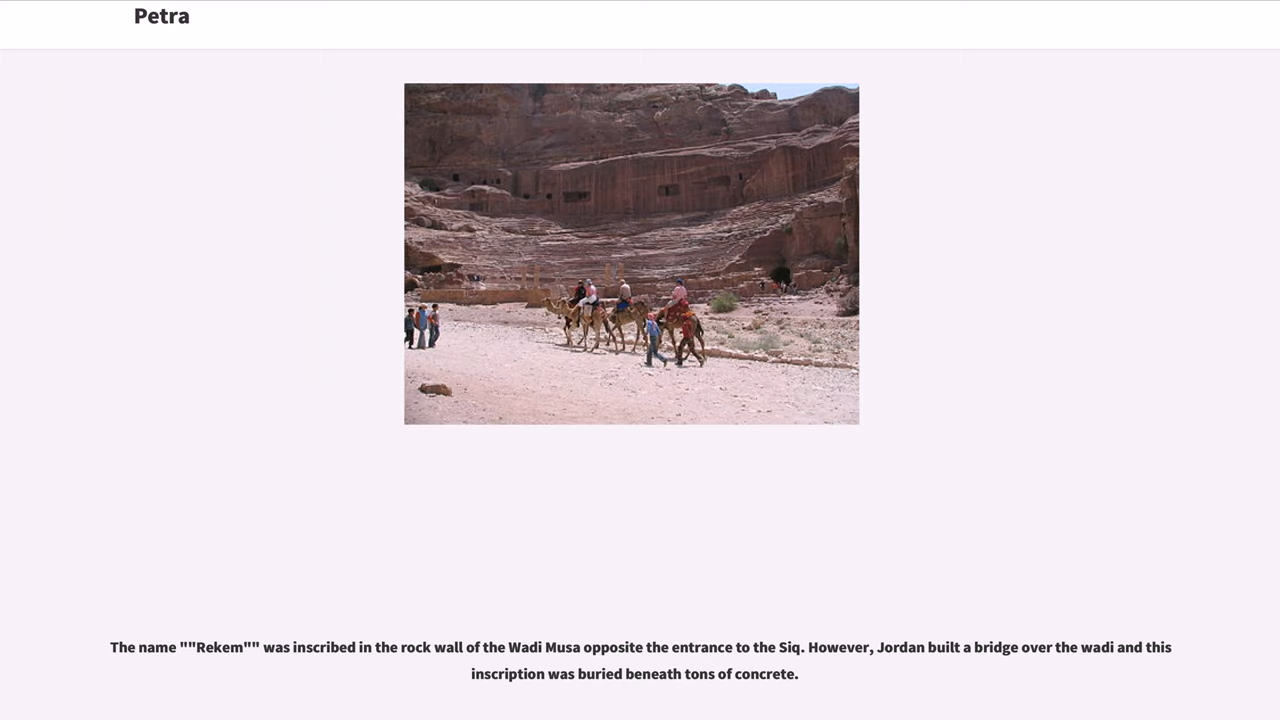 Petra
The name ""Rekem"" was inscribed in the rock wall of the Wadi Musa opposite the entrance to the Siq. However, Jordan built a bridge over the wadi and this
inscription was buried beneath tons of concrete.